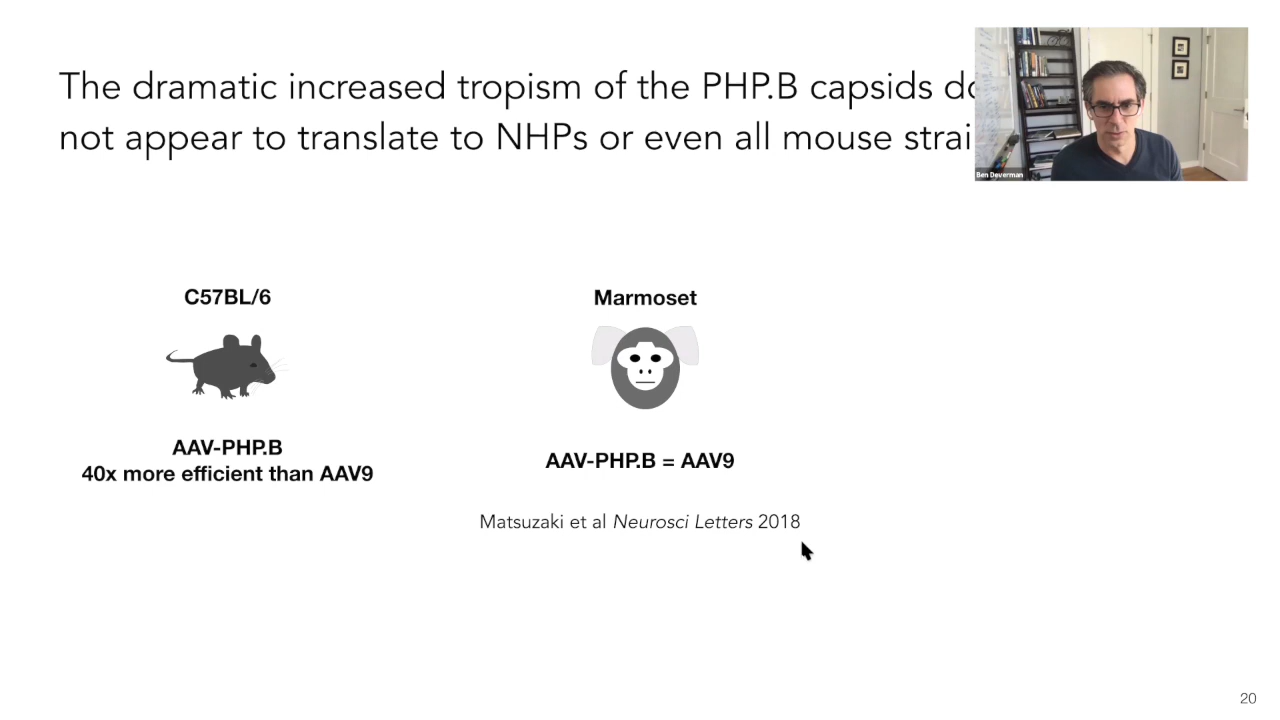 The dramatic increased tropism of the PHP.B capsids
not appear to translate to NHPs or even all mouse
Ben Deverman
C57BL/6
Marmoset
AAV-PHP.B
40x more efficient than AAV9
AAV-PHP.B = AAV9
Matsuzaki et al Neurosci Letters 2018
20